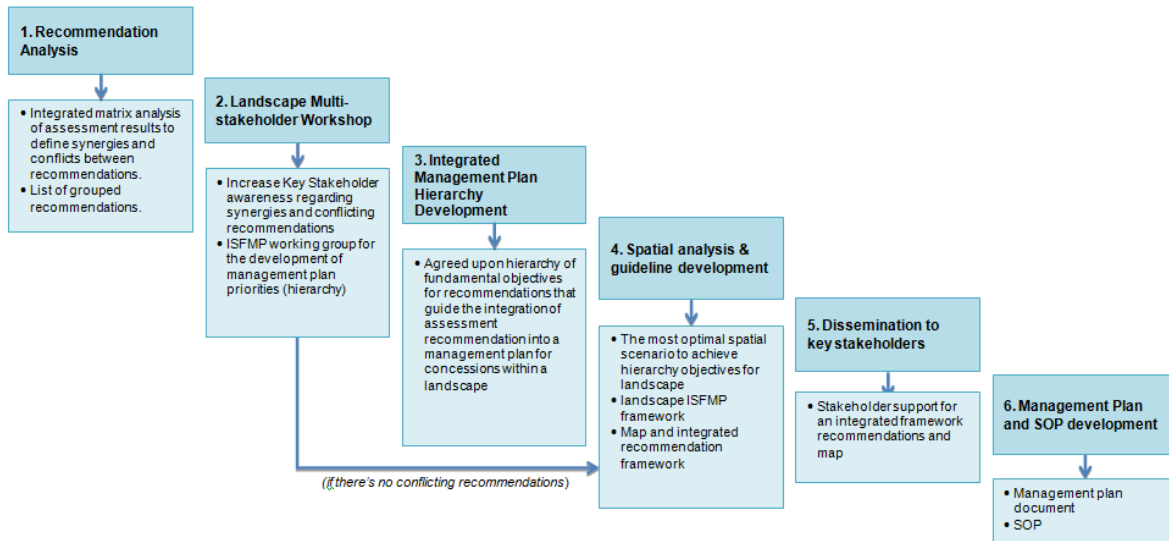 1. Recommendation
Analysis
• Integrated matrix analysis
of assessment results to
define synergies and
conflicts between
recommendations.
• List of grouped
recommendations.
2. Landscape Multi-
stakeholder Workshop
• Increase Key Stakeholder
awareness regarding
synergies and conflicting
recommendations
• ISFMP working group for
the development of
management plan
priorities (hierarchy)
3. Integrated
Management Plan
Hierarchy
Development
• Agreed upon hierarchy of
fundamental objectives
for recommendations that
guide the integration of
assessment
recommendation into a
management plan for
concessions within a
landscape
4. Spatial analysis &
guideline development
• The most optimal spatial
scenario to achieve
hierarchy objectives for
landscape
• landscape ISFMP
framework
• Map and integrated
recommendation
framework
(if there's no conflicting recommendations)
5. Dissemination to
key stakeholders
• Stakeholder support for
an integrated framework
recommendations and
map
6. Management Plan
and SOP development
• Management plan
document
• SOP